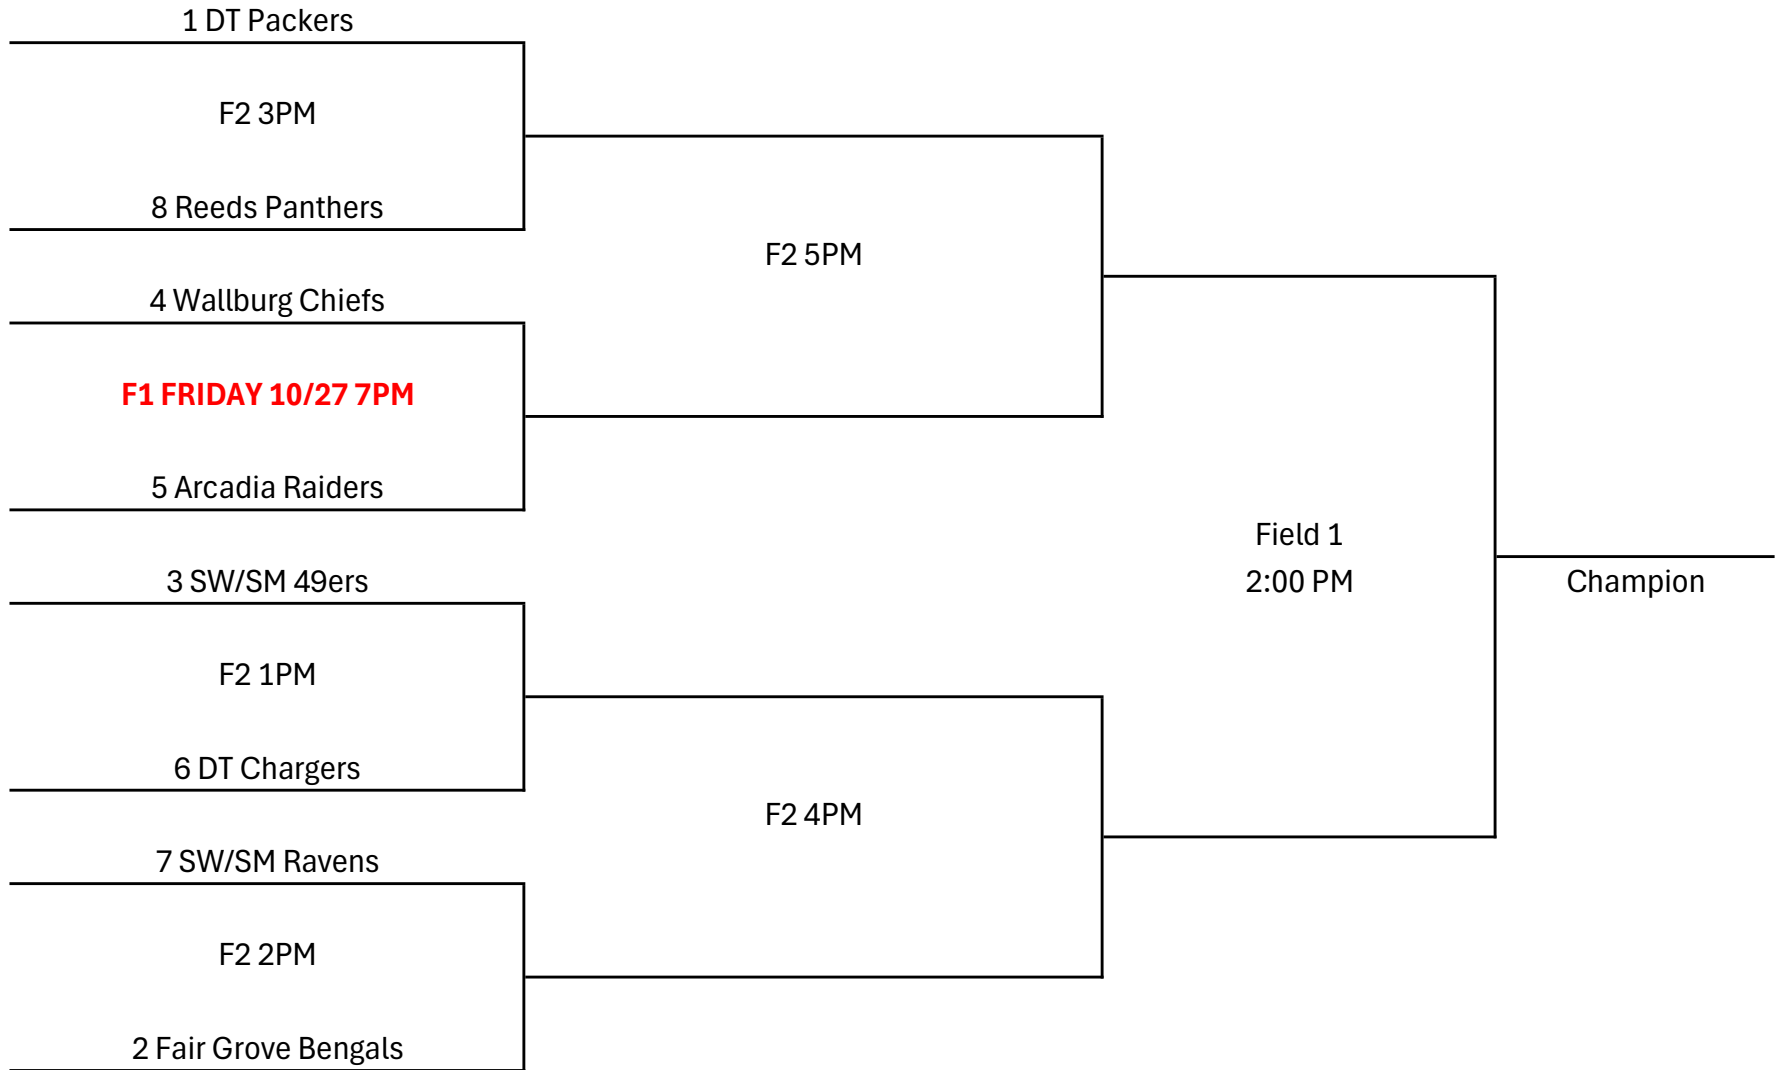 1 DT Packers
F2 3PM
8 Reeds Panthers
F2 5PM
4 Wallburg Chiefs
F1 FRIDAY 10/27 7PM
5 Arcadia Raiders
Field 1
2:00 PM
Champion
3 SW/SM 49ers
F2 1PM
6 DT Chargers
F2 4PM
7 SW/SM Ravens
F2 2PM
2 Fair Grove Bengals